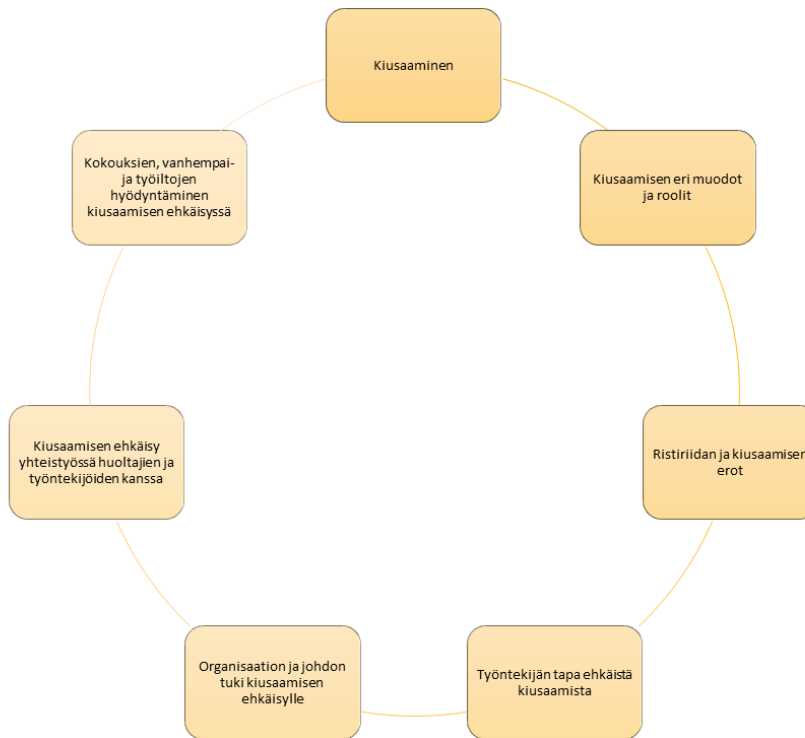 Kiusaaminen
Kiusaamisen eri muodot
ja roolit
Ristiriidan ja kiusaamisen
erot
Työntekijän tapa ehkäistä
kiusaamista
Organisaation ja johdon
tuki kiusaamisen
ehkäisylle
Kiusaamisen ehkäisy
yhteistyössä huoltajien ja
työntekijöiden kanssa
Kokouksien, vanhempai-
ja työiltojen
hyödyntäminen
kiusaamisen ehkäisyssä